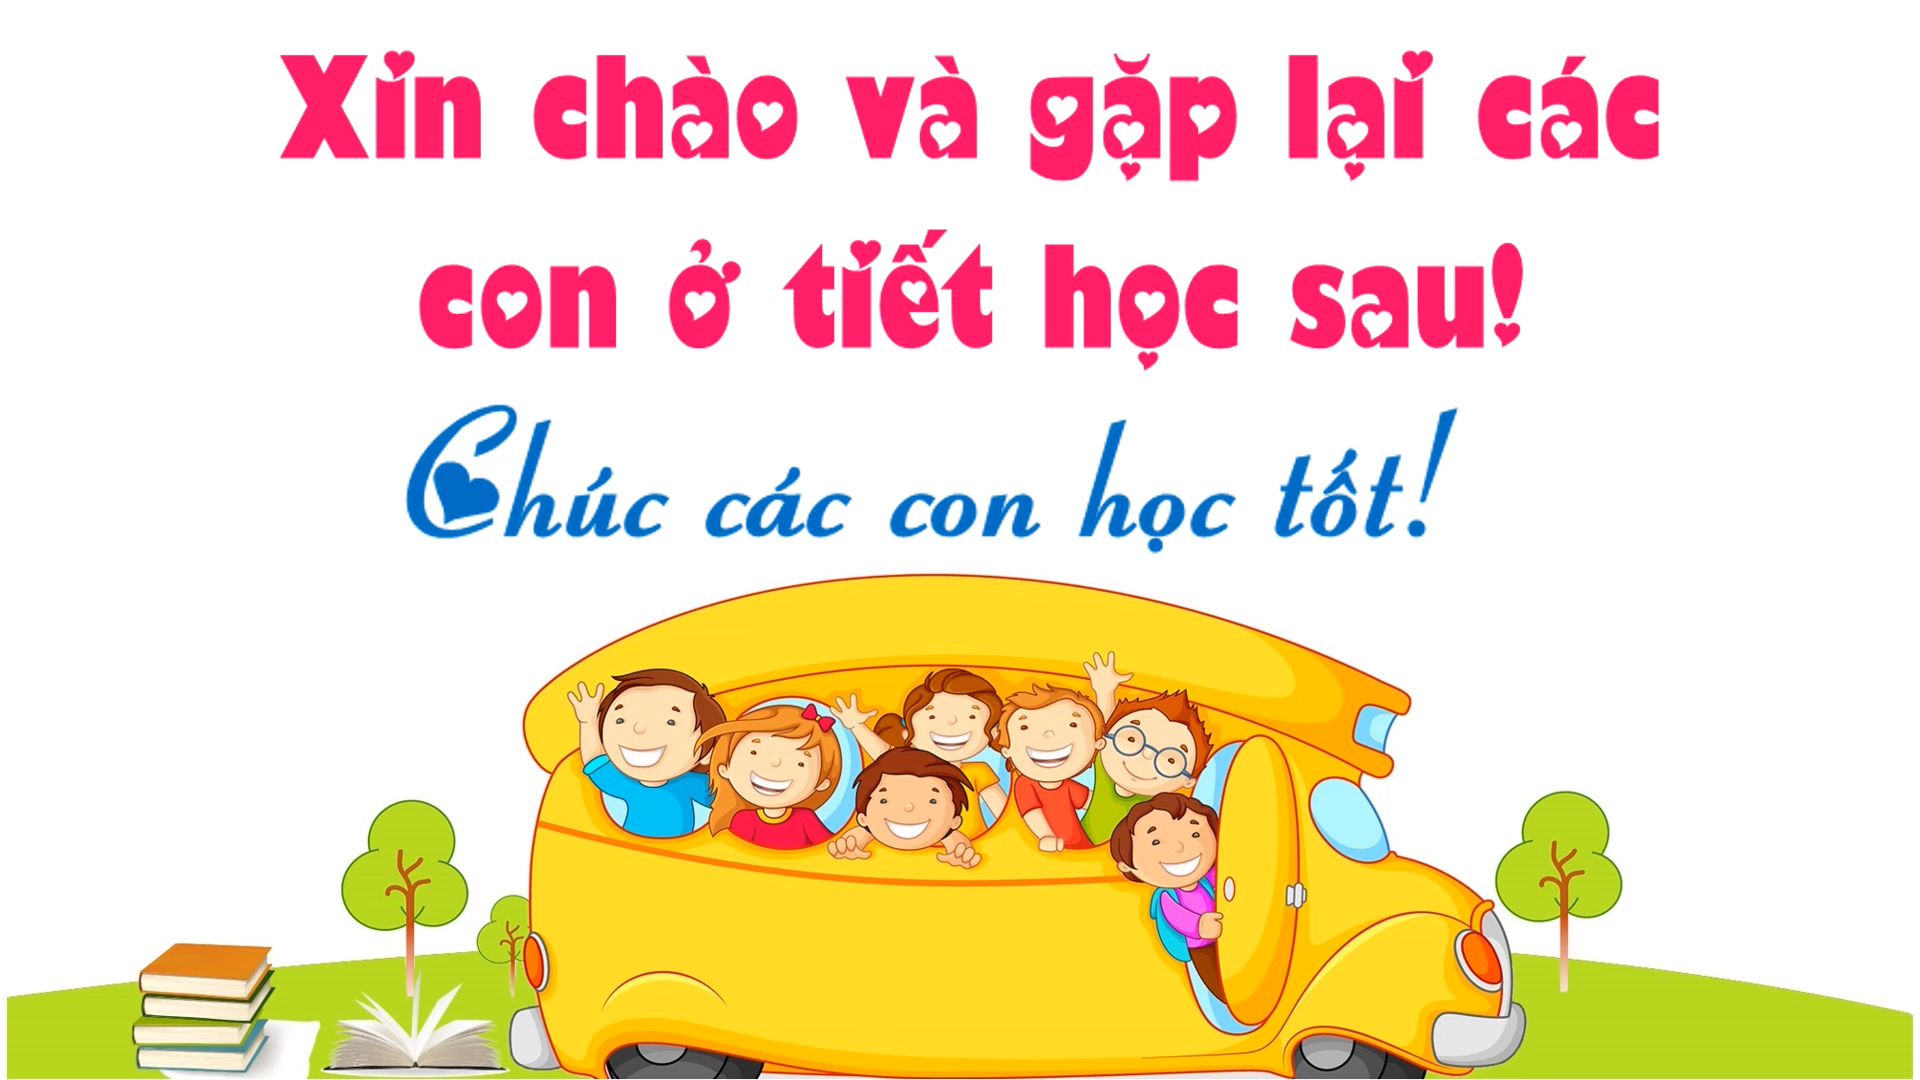 Xin chào và gặp lại các
con ở tiết học sau!
Chúc các con học tốt!